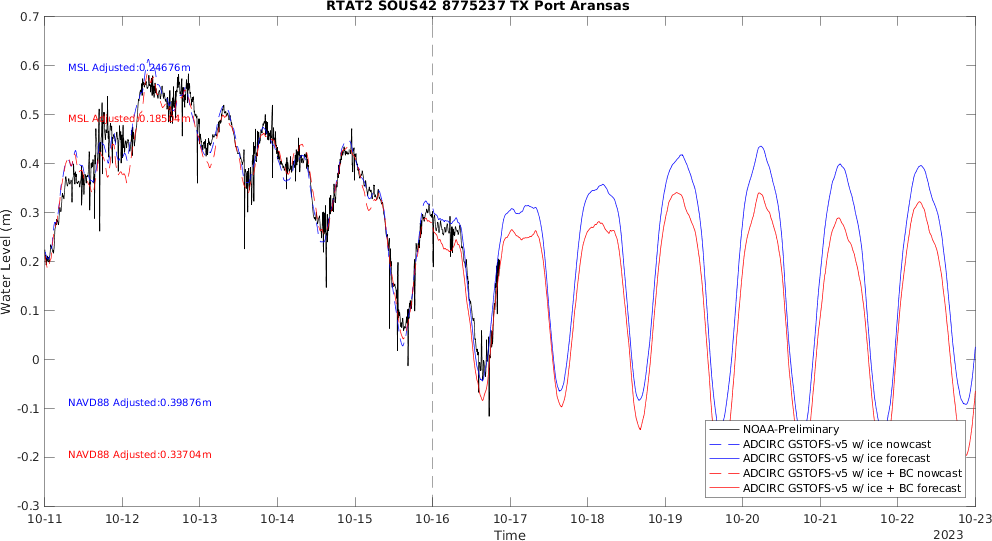 RTAT2 SOUS42 8775237 TX Port Aransas
0.7
0.6
0.5
0.4
0.3
0.2
0.1
0
-0.1
-0.2
-0.3
Water Level (m)
MSL Adjusted:0.24676m
MSL Adjusted:
NAVD88 Adjusted:0.39876m
NAVD88 Adjusted:0.33704m
NOAA-Preliminary
ADCIRC GSTOFS-v5 w/ ice nowcast
ADCIRC GSTOFS-v5 w/ ice forecast
ADCIRC GSTOFS-v5 w/ ice + BC nowcast
ADCIRC GSTOFS-v5 w/ ice + BC forecast
10-11 10-12 10-13 10-14 10-15 10-16 10-17 10-18 10-19 10-20 10-21 10-22 10-23
Time
2023